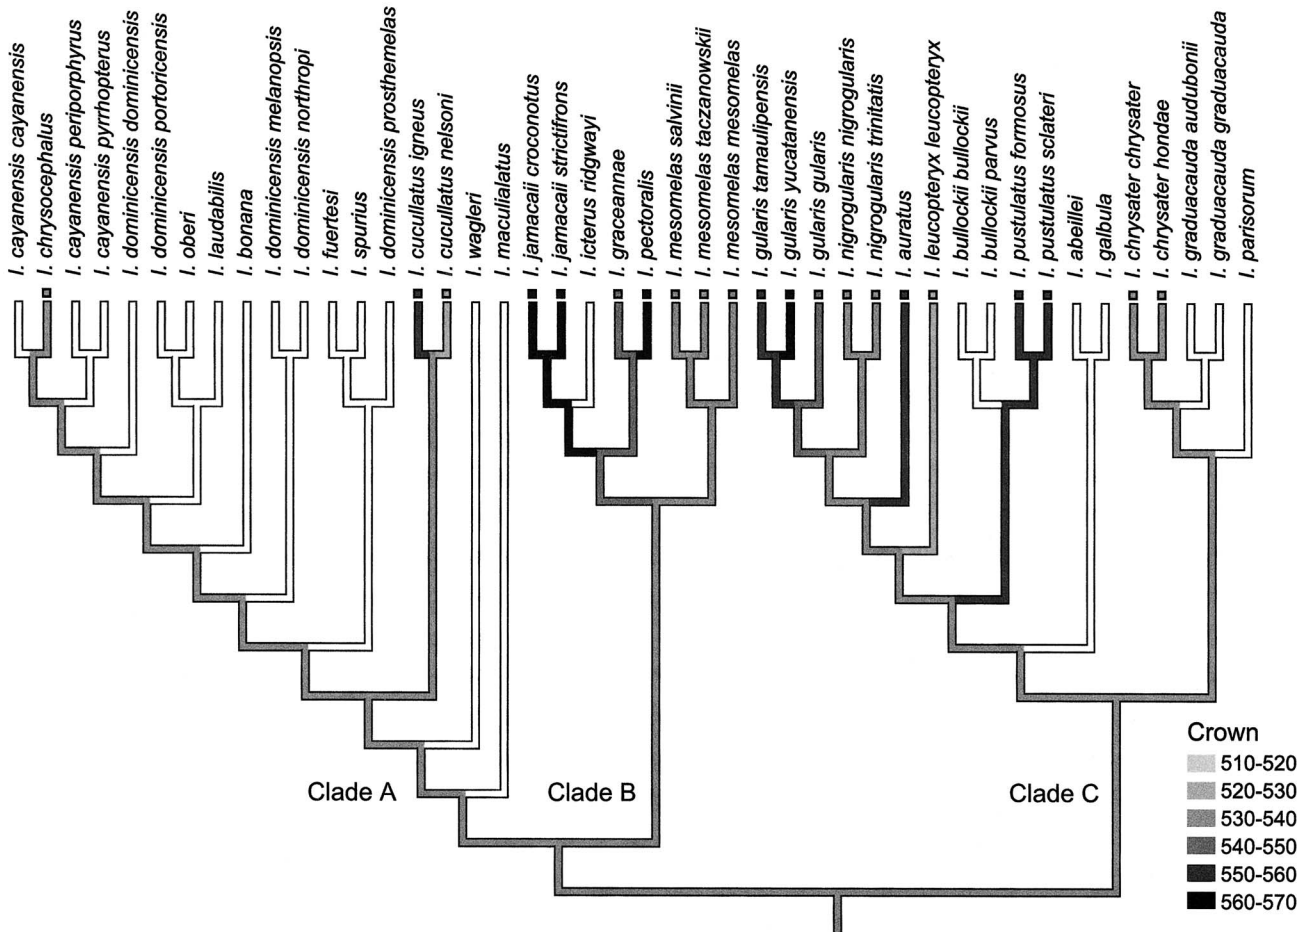 I. cayanensis cayanensis
I. chrysocephalus
I. cayanensis periporphyrus
I. cayanensis pyrrhopterus
I. dominicensis dominicensis
I. dominicensis portoricensis
I. oberi
I. laudabilis
I. bonana
I. dominicensis melanopsis
I. dominicensis northropi
I. fuertesi
I. spurius
I. dominicensis prosthemelas
I. cucullatus igneus
I. cucullatus nelsoni
I. wagleri
I. maculialatus
I. jamacaii croconotus
I. jamacaii strictifrons
I. icterus ridgwayi
I. graceannae
I. pectoralis
I. mesomelas salvinii
I. mesomelas taczanowskii
I. mesomelas mesomelas
I. gularis tamaulipensis
I. gularis yucatanensis
I. gularis gularis
I. nigrogularis nigrogularis
I. nigrogularis trinitatis
I. auratus
I. leucopteryx leucopteryx
I. bullockii bullockii
I. bullockii parvus
I. pustulatus formosus
I. pustulatus sclateri
I. abeillei
I. galbula
I. chrysater chrysater
I. chrysater hondae
I. graduacauda audubonii
I. graduacauda graduacauda
I. parisorum
Clade A
Clade B
Clade C
Crown
510-520
520-530
530-540
540-550
550-560
560-570